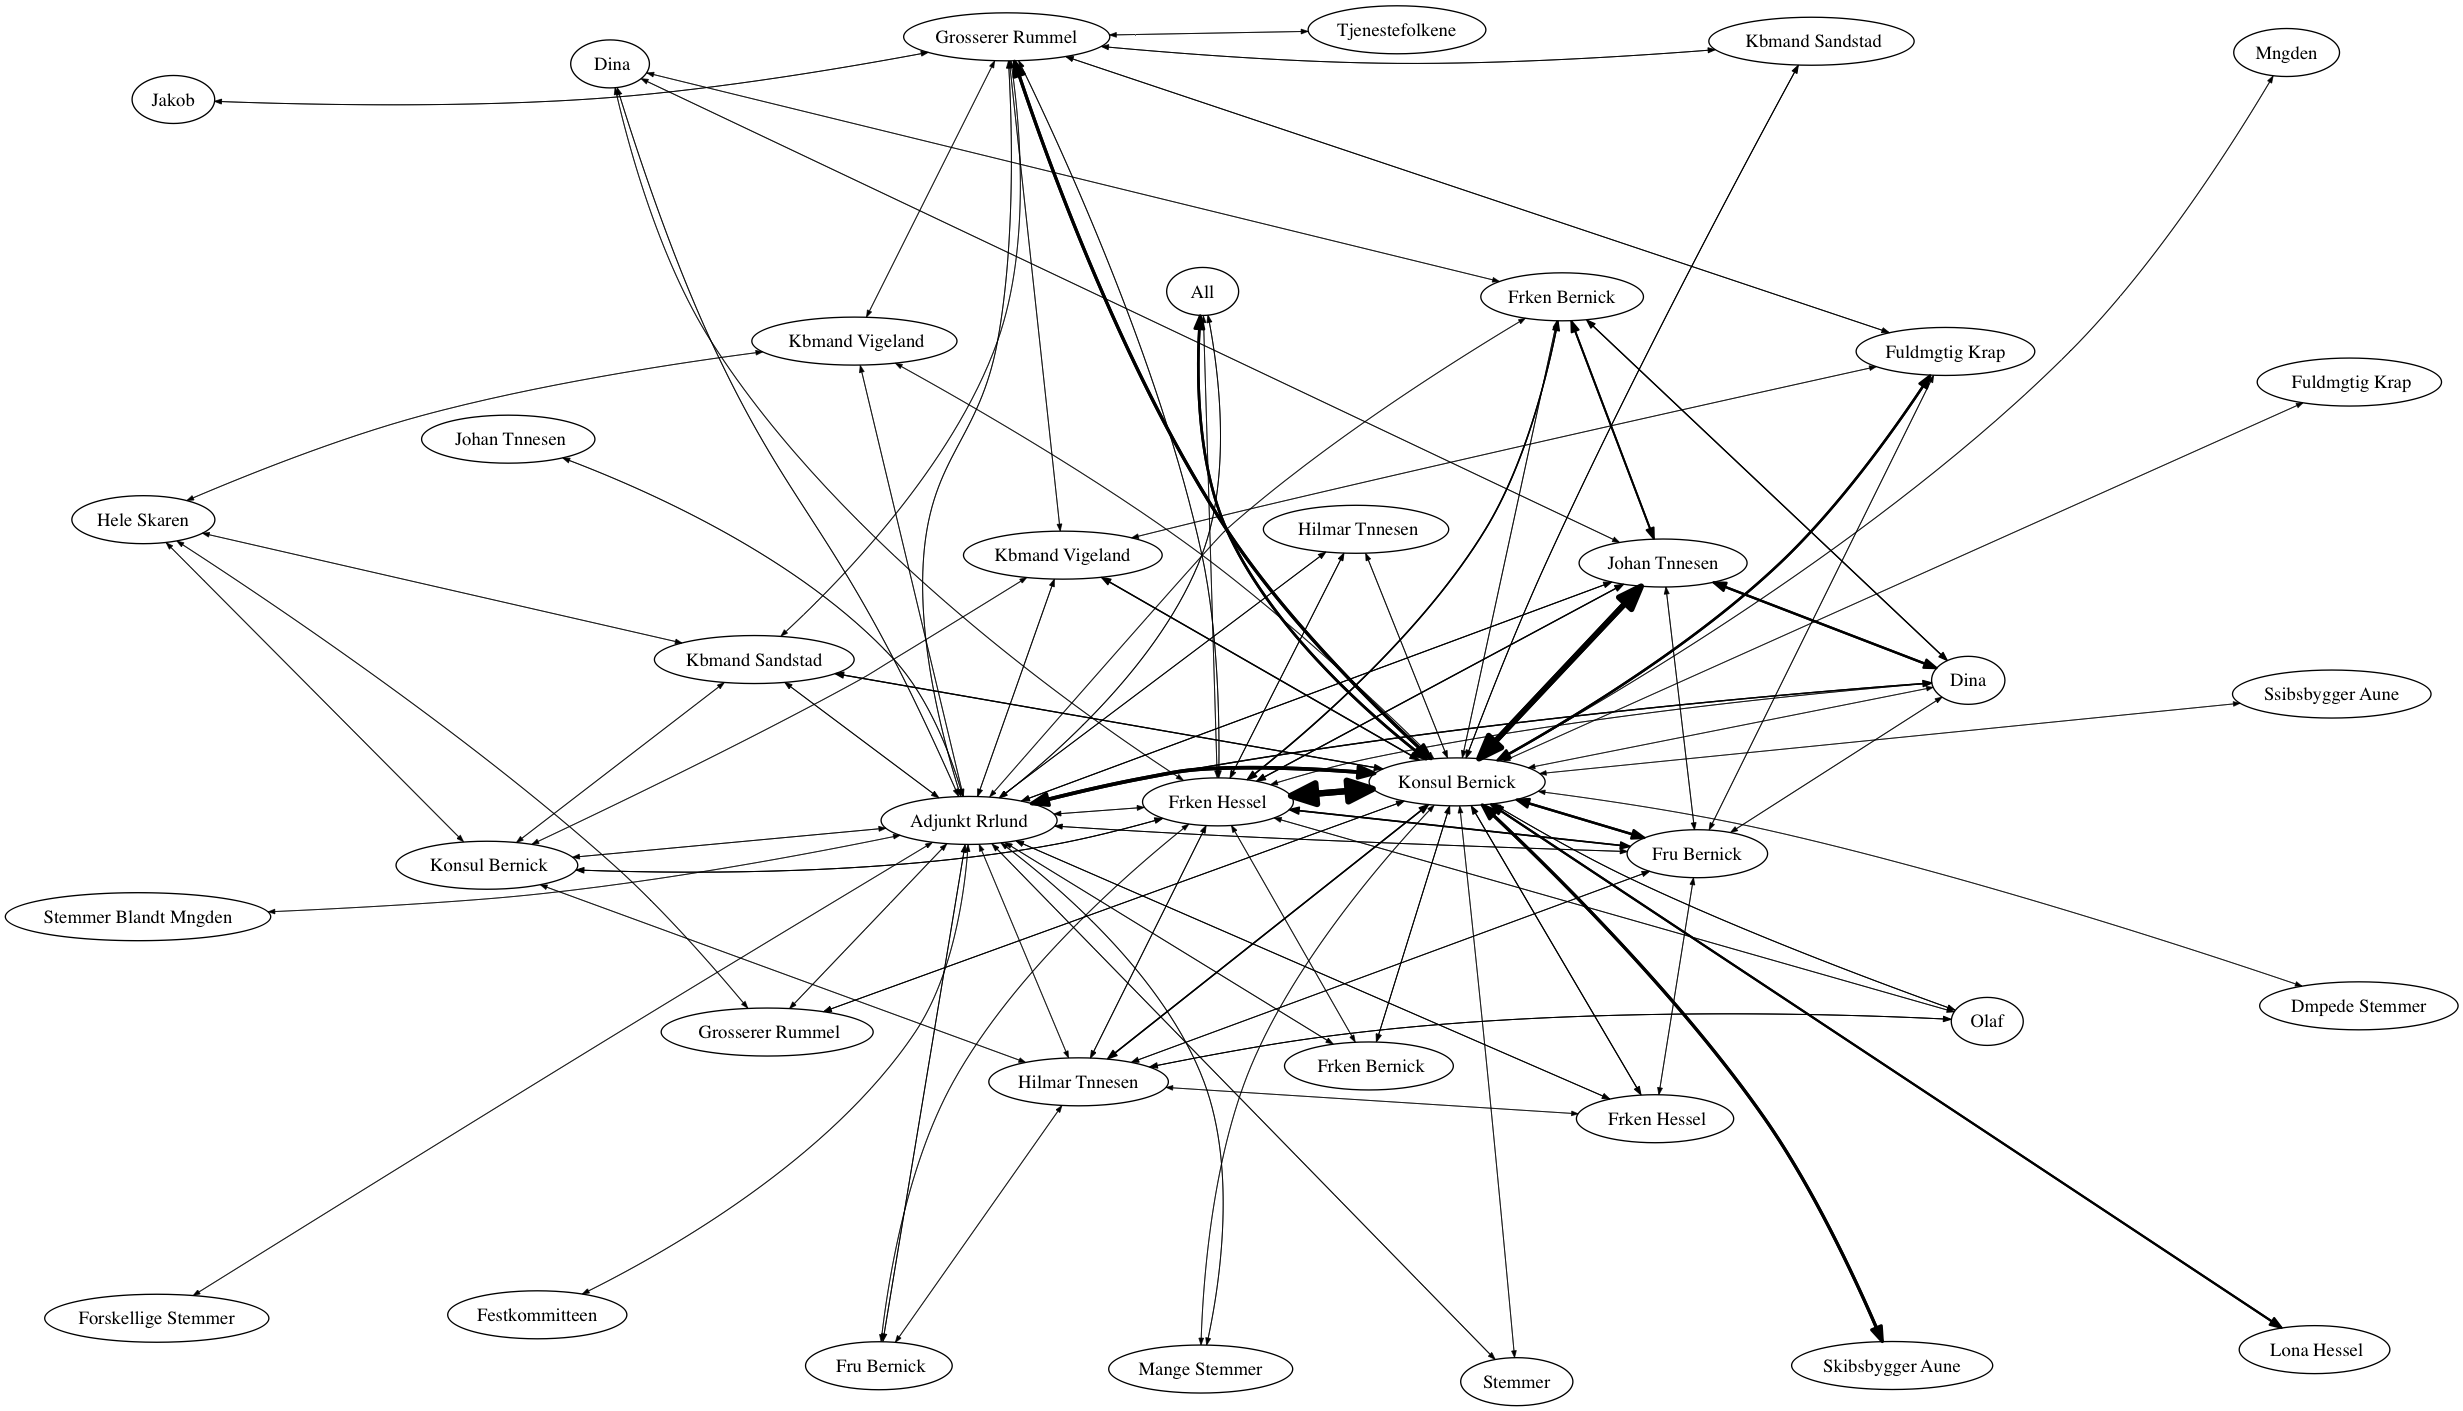 Grosserer Rummel
Tjenestefolkene
Kbmand Sandstad
Mngden
Dina
Jakob
All
Frken Bernick
Kbmand Vigeland
Fuldmgtig Krap
Fuldmgtig Krap
Johan Tnnesen
Hele Skaren
Hilmar Tnnesen
Kbmand Vigeland
Johan Tnnesen
Kbmand Sandstad
Dina
Ssibsbygger Aune
Konsul Bernick
Frken Hessel
Adjunkt Rrlund
Fru Bernick
Konsul Bernick
Stemmer Blandt Mngden
Dmpede Stemmer
Olaf
Grosserer Rummel
Frken Bernick
Hilmar Tnnesen
Frken Hessel
Forskellige Stemmer
Festkommitteen
Fru Bernick
Mange Stemmer
Stemmer
Skibsbygger Aune
Lona Hessel